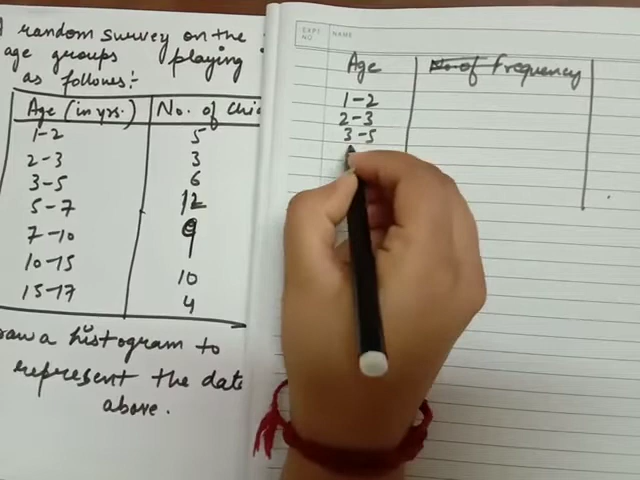 random survey on the
age groups playing
as follows:-
Age (in yrs.) No. of
1-2 5
2-3 3
3-5 6
5-7 12
7-10 9
10-15 10
15-17 4
a histogram to
represent the data
above.
EXPT. NO. NAME
Age No. of frequency
1-2
2-3
3-5